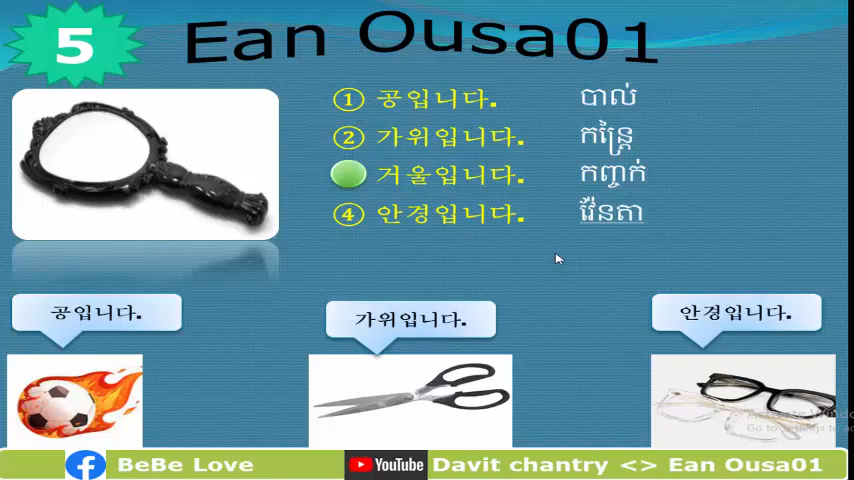 5
Ean Ousa01
① 공입니다. បាល់
② 가위입니다. កន្ត្រៃ
거울입니다. កញ្ចក់
④ 안경입니다. វ៉ែនតា
공입니다.
가위입니다.
안경입니다.
BeBe Love
YouTube Davit chantry <> Ean Ousa01